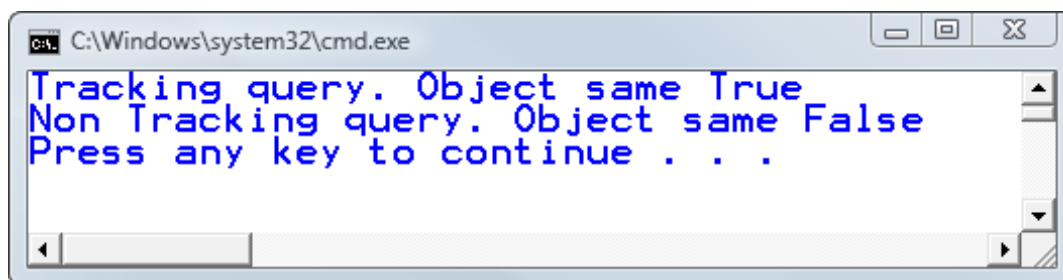 C:\Windows\system32\cmd.exe
Tracking query. Object same True
Non Tracking query. Object same False
Press any key to continue . . .